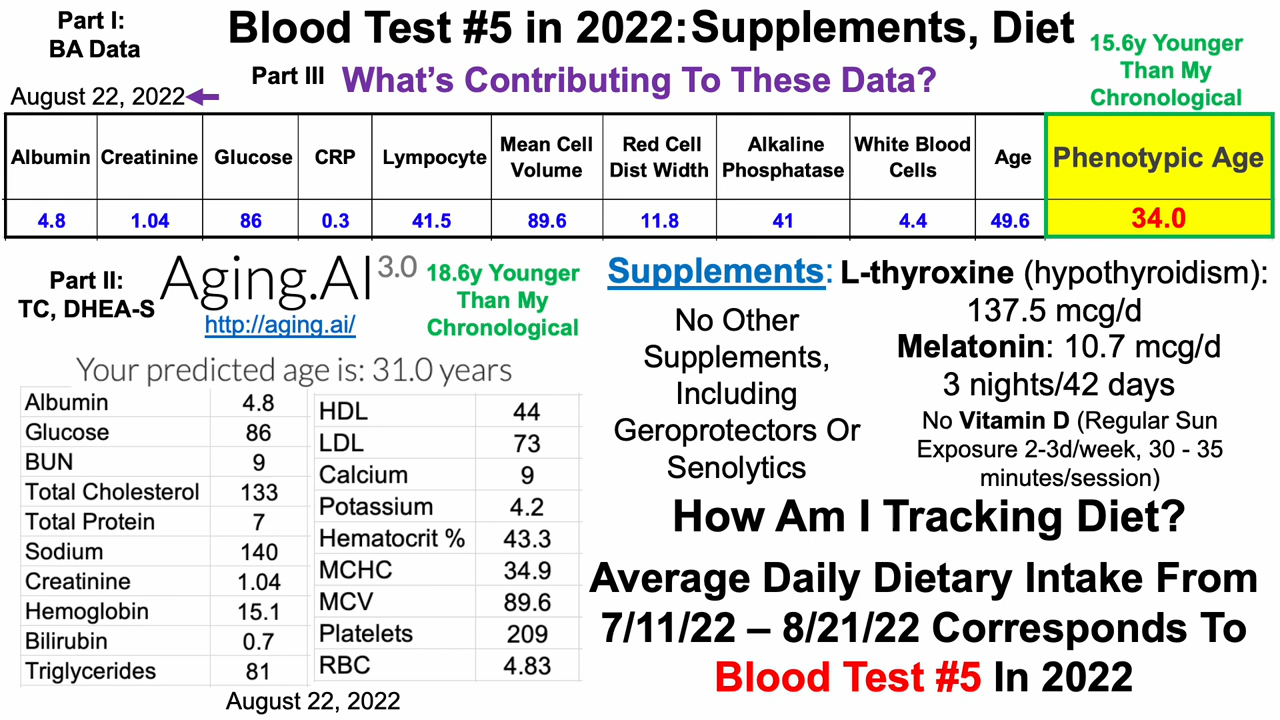 Part I:
BA Data
Blood Test #5 in 2022:Supplements, Diet
Part III What's Contributing To These Data?
15.6y Younger
Than My
Chronological
August 22, 2022
Albumin Creatinine Glucose CRP Lympocyte Mean Cell Volume Red Cell Dist Width Alkaline Phosphatase White Blood Cells Age Phenotypic Age
4.8 1.04 86 0.3 41.5 89.6 11.8 41 4.4 49.6 34.0
Part II:
TC, DHEA-S
Aging.AI 3.0
http://aging.ai/
18.6y Younger
Than My
Chronological
Your predicted age is: 31.0 years
Albumin 4.8
Glucose 86
BUN 9
Total Cholesterol 133
Total Protein 7
Sodium 140
Creatinine 1.04
Hemoglobin 15.1
Bilirubin 0.7
Triglycerides 81
HDL 44
LDL 73
Calcium 9
Potassium 4.2
Hematocrit % 43.3
MCHC 34.9
MCV 89.6
Platelets 209
RBC 4.83
August 22, 2022
Supplements: L-thyroxine (hypothyroidism):
137.5 mcg/d
Melatonin: 10.7 mcg/d
3 nights/42 days
No Vitamin D (Regular Sun
Exposure 2-3d/week, 30 - 35
minutes/session)
No Other
Supplements,
Including
Geroprotectors Or
Senolytics
How Am I Tracking Diet?
Average Daily Dietary Intake From
7/11/22 – 8/21/22 Corresponds To
Blood Test #5 In 2022